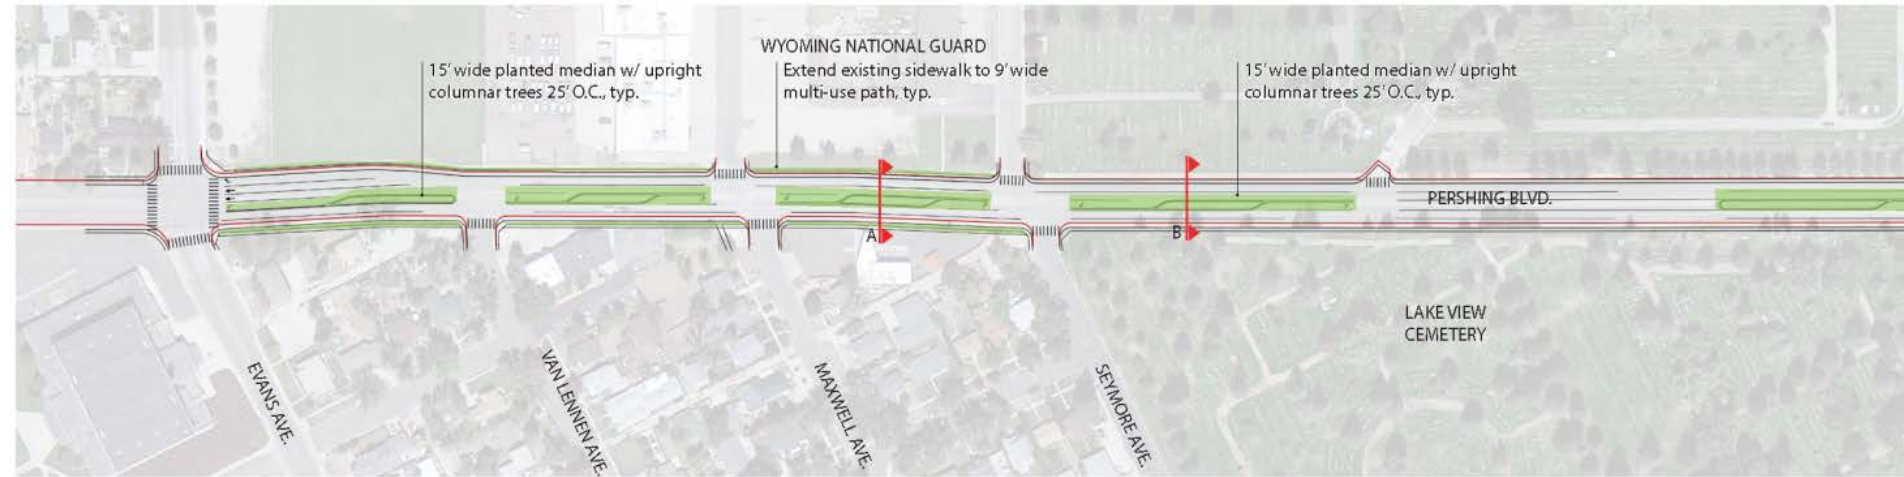 WYOMING NATIONAL GUARD
15' wide planted median w/ upright
columnar trees 25' O.C., typ.
Extend existing sidewalk to 9' wide
multi-use path, typ.
15' wide planted median w/ upright
columnar trees 25' O.C., typ.
PERSHING BLVD.
A
B
LAKE VIEW
CEMETERY
EVANS AVE.
VAN LENNEN AVE.
MAXWELL AVE.
SEYMORE AVE.